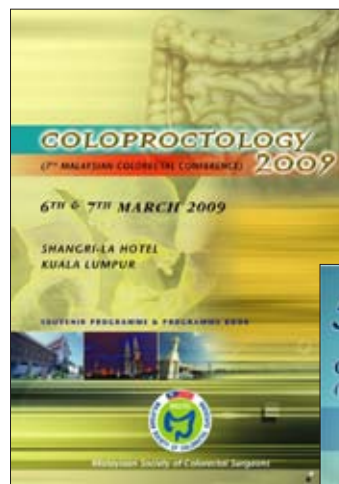 COLOPROCTOLOGY
2009
(7TH MALAYSIAN COLORECTAL CONFERENCE)
6TH & 7TH MARCH 2009
SHANGRI-LA HOTEL
KUALA LUMPUR
SOUVENIR PROGRAMME & PROGRAMME BOOK
Malaysian Society of Colorectal Surgeons